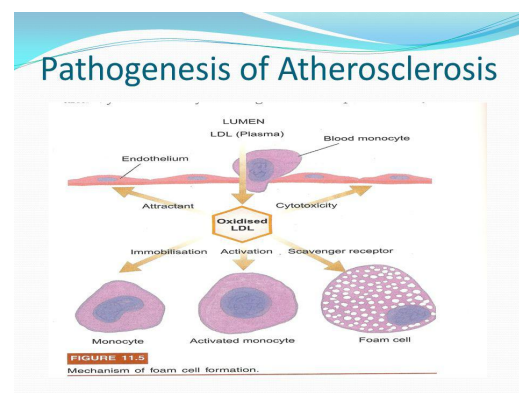 Pathogenesis of Atherosclerosis
LUMEN
LDL (Plasma)
Blood monocyte
Endothelium
Attractant
Cytotoxicity
Oxidised
LDL
Immobilisation
Activation
Scavenger receptor
Monocyte
Activated monocyte
Foam cell
FIGURE 11.5
Mechanism of foam cell formation.